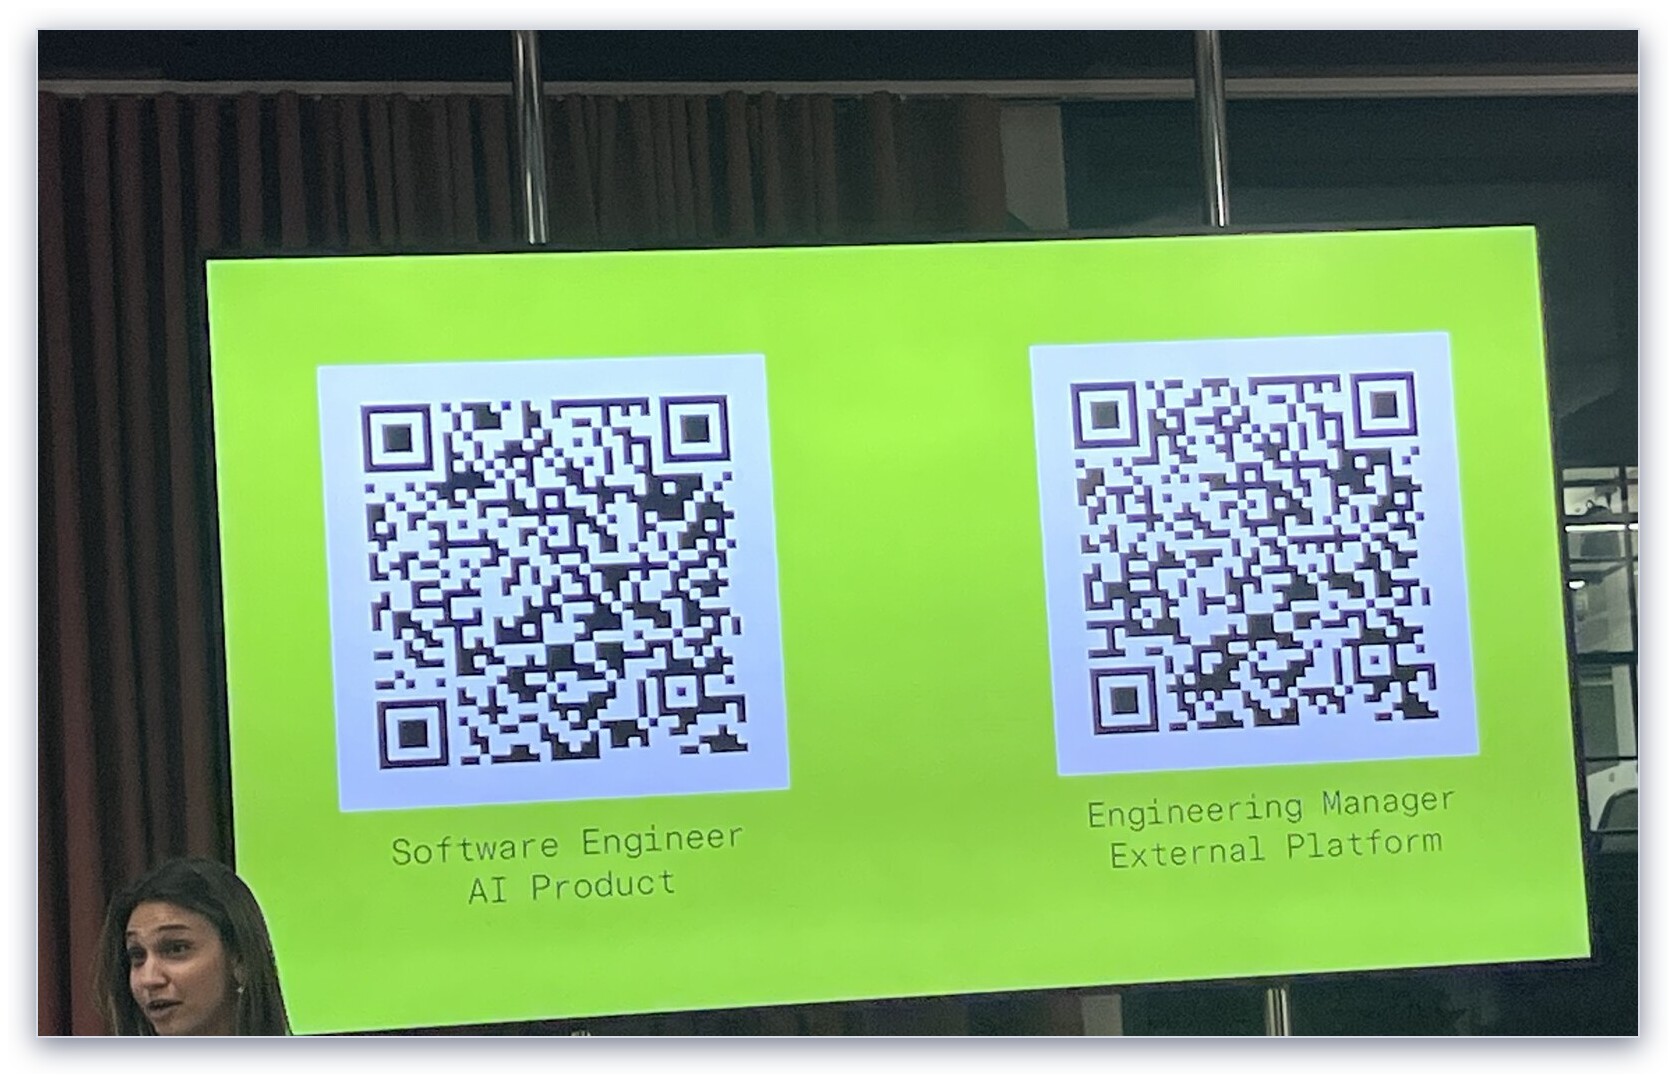 Software Engineer
AI Product
Engineering Manager
External Platform